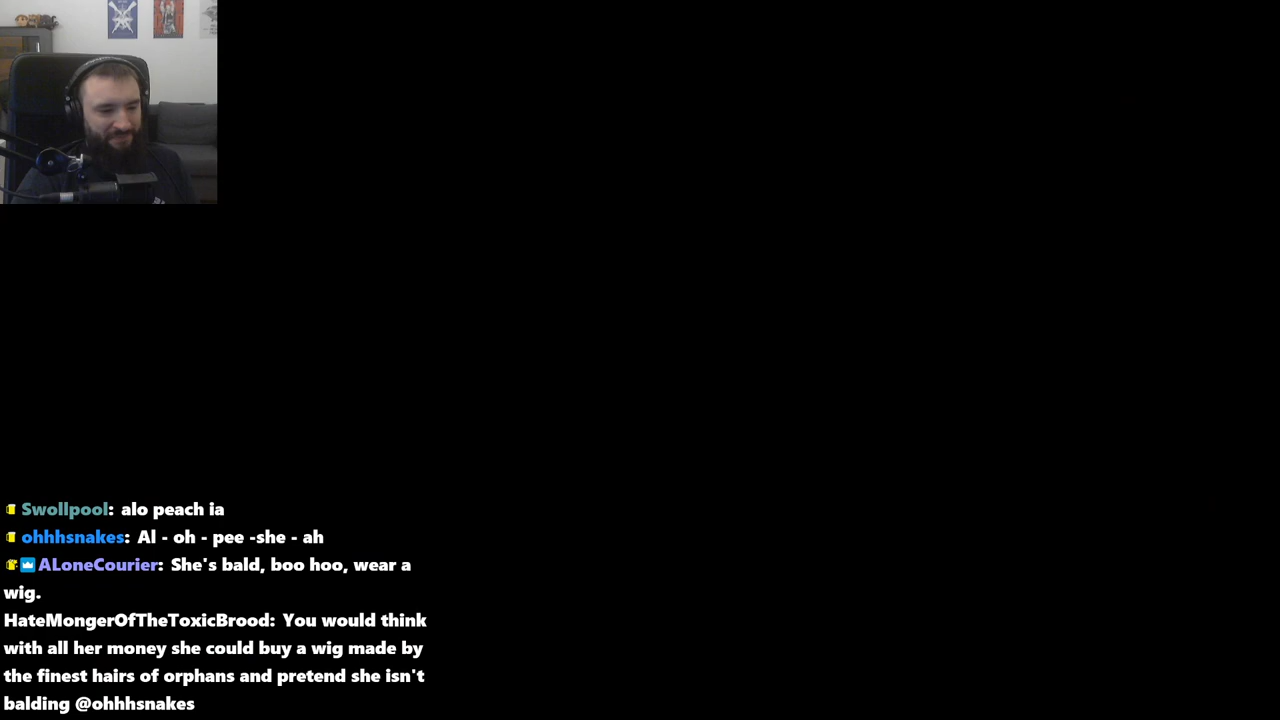 Swollpool: alo peach ia
ohhhsnakes: Al - oh - pee -she - ah
ALoneCourier: She's bald, boo hoo, wear a
wig.
HateMongerOfTheToxicBrood: You would think
with all her money she could buy a wig made by
the finest hairs of orphans and pretend she isn't
balding @ohhhsnakes